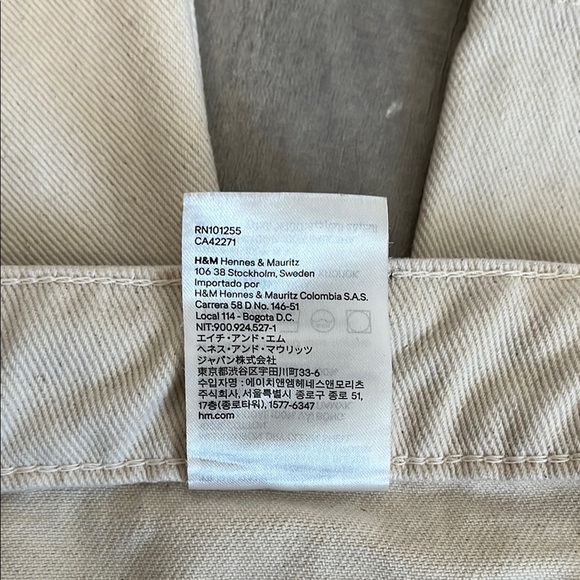 RN101255
CA42271
H&M Hennes & Mauritz
106 38 Stockholm, Sweden
Importado por
H&M Hennes & Mauritz Colombia S.A.S.
Carrera 58 D No. 146-51
Local 114 - Bogota D.C.
NIT:900.924.527-1
エイチ・アンド・エム
ヘネス・アンド・マウリッツ
ジャパン株式会社
東京都渋谷区宇田川町33-6
수입자명 : 에이치앤엠헤네스앤모리츠
주식회사, 서울특별시 종로구 종로 51,
17층(종로타워), 1577-6347
hm.com